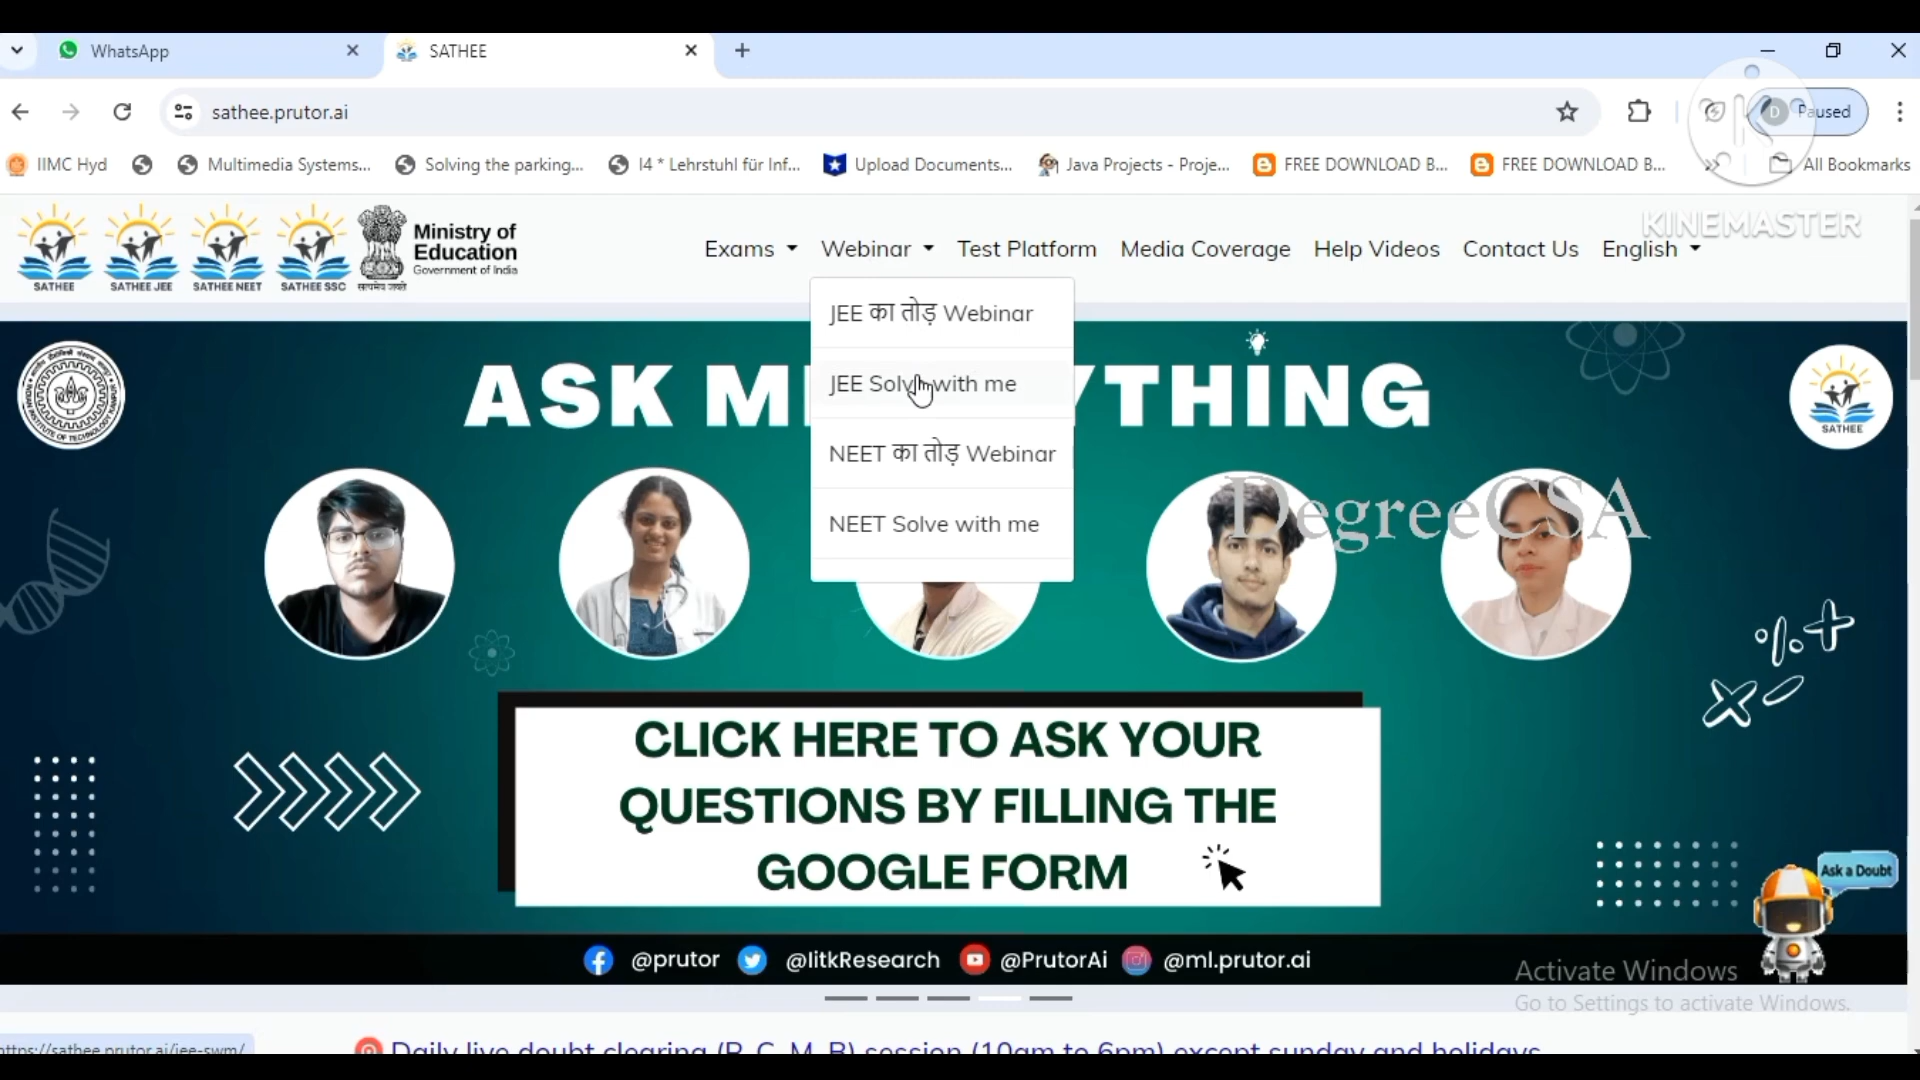 WhatsApp
SATHEE
sathee.prutor.ai
Paused
IIMC Hyd
Multimedia Systems...
Solving the parking...
I4 * Lehrstuhl für Inf...
Upload Documents...
Java Projects - Proje...
FREE DOWNLOAD B...
FREE DOWNLOAD B...
All Bookmarks
KINEMASTER
SATHEE
SATHEE JEE
SATHEE NEET
SATHEE SSC
सत्यमेव जयते
Ministry of
Education
Government of India
Exams
Webinar
Test Platform
Media Coverage
Help Videos
Contact Us
English
JEE का तोड़ Webinar
JEE Solve with me
NEET का तोड़ Webinar
NEET Solve with me
ASK M
YTHING
SATHEE
DegreeCSA
CLICK HERE TO ASK YOUR
QUESTIONS BY FILLING THE
GOOGLE FORM
Ask a Doubt
@prutor
@IitkResearch
@PrutorAi
@ml.prutor.ai
Activate Windows
Go to Settings to activate Windows.
https://sathee.prutor.ai/jee-swm/
Daily live doubt clearing (P, C, M, B) session (10am to 6pm) except sunday and holidays